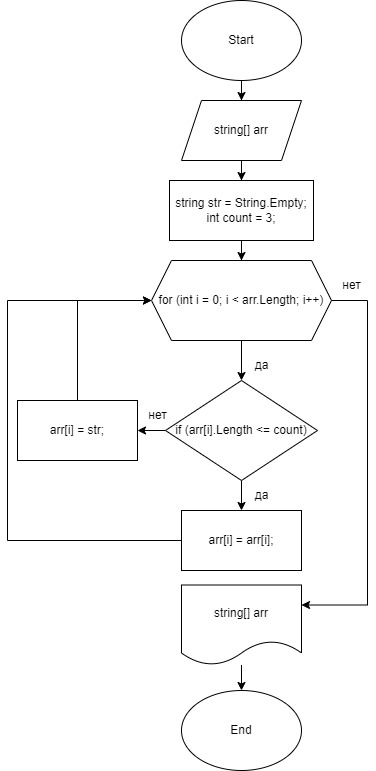 Start
string[] arr
string str = String.Empty;
int count = 3;
for (int i = 0; i < arr.Length; i++)
нет
да
if (arr[i].Length <= count)
нет
arr[i] = str;
да
arr[i] = arr[i];
string[] arr
End